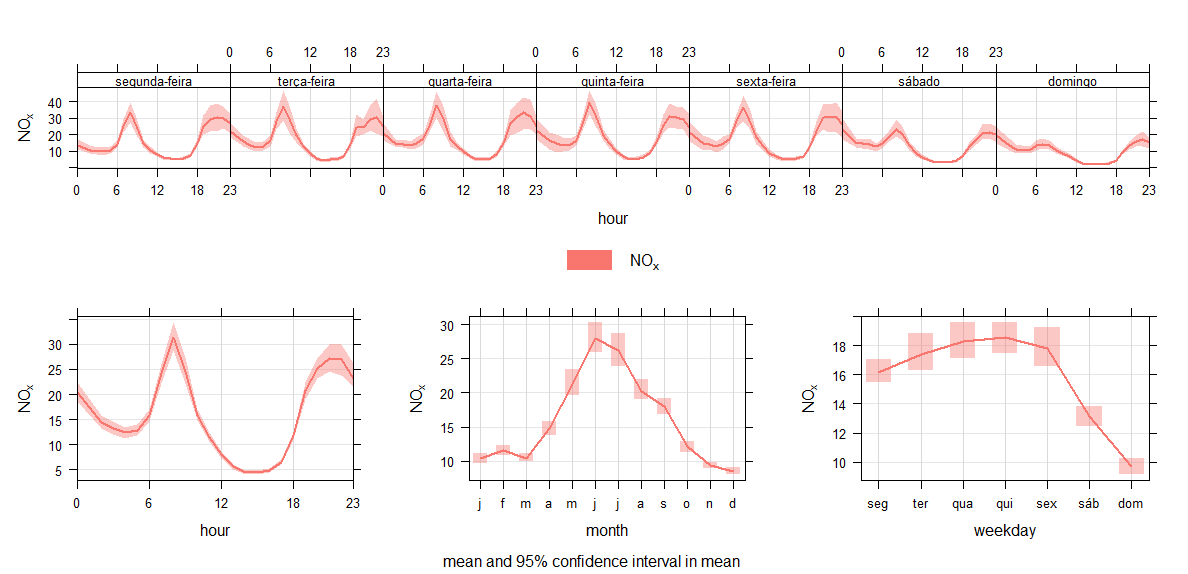 0 6 12 18 23 0 6 12 18 23 0 6 12 18 23
segunda-feira terça-feira quarta-feira quinta-feira sexta-feira sábado domingo
NOx
40
30
20
10
0 6 12 18 23 0 6 12 18 23 0 6 12 18 23 0 6 12 18 23
hour
NOx
NOx
30
25
20
15
10
5
0 6 12 18 23
hour
NOx
30
25
20
15
10
j f m a m j j a s o n d
month
NOx
18
16
14
12
10
seg ter qua qui sex sáb dom
weekday
mean and 95% confidence interval in mean